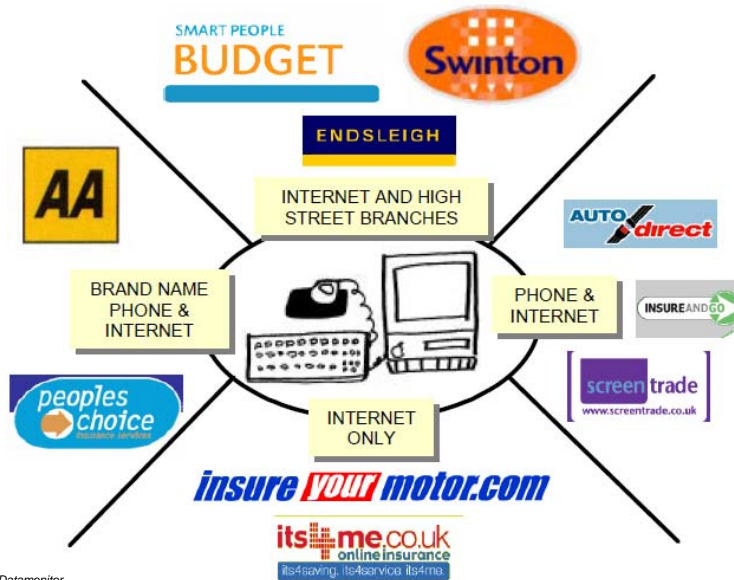 SMART PEOPLE
BUDGET
Swinton
ENDSLEIGH
INTERNET AND HIGH
STREET BRANCHES
AA
AUTO
direct
BRAND NAME
PHONE &
INTERNET
PHONE &
INTERNET
INSUREANDGO
peoples
choice
insurance services
screen trade
www.screentrade.co.uk
INTERNET
ONLY
insure your motor.com
its4me.co.uk
online insurance
its4saving. its4service. its4me.
Datamonitor